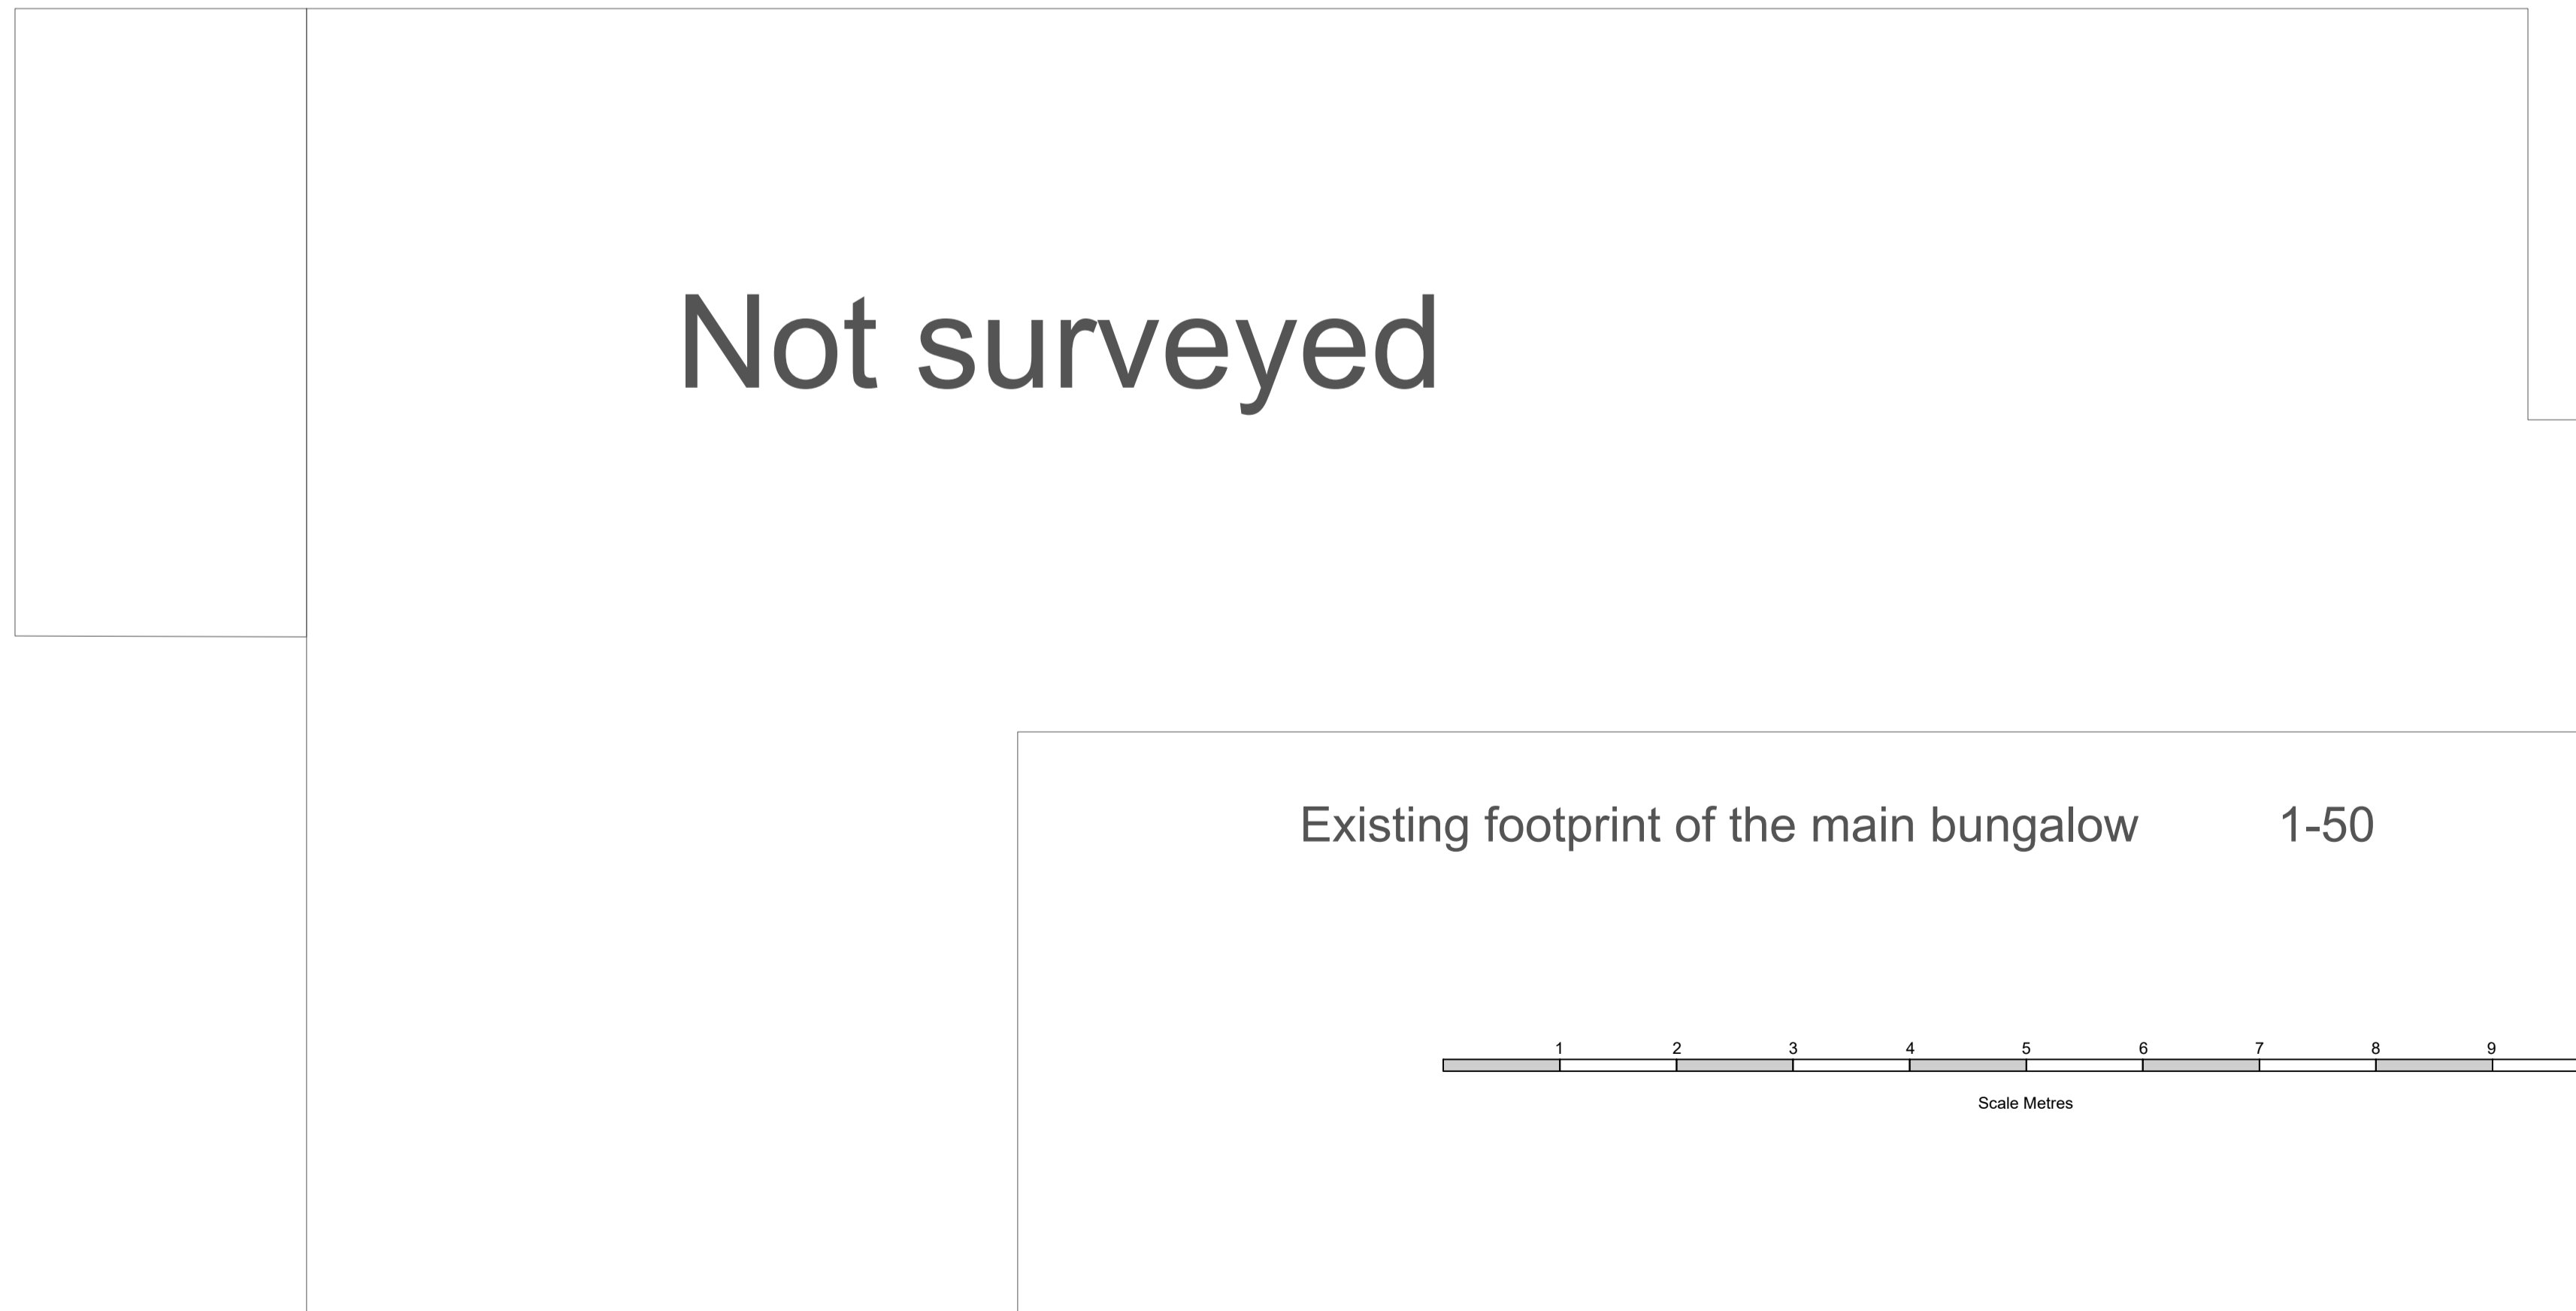 Not surveyed
Existing footprint of the main bungalow 1-50
1 2 3 4 5 6 7 8 9
Scale Metres